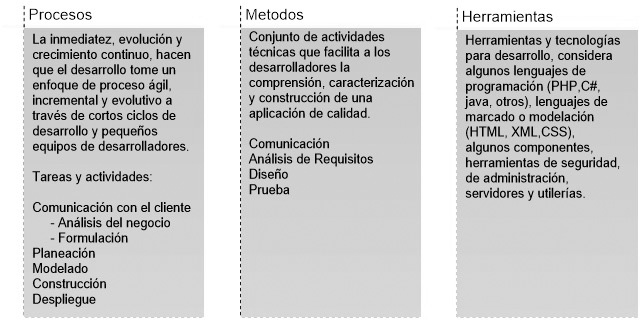 Procesos
La inmediatez, evolución y
crecimiento continuo, hacen
que el desarrollo tome un
enfoque de proceso ágil,
incremental y evolutivo a
través de cortos ciclos de
desarrollo y pequeños
equipos de desarrolladores.
Tareas y actividades:
Comunicación con el cliente
- Análisis del negocio
- Formulación
Planeación
Modelado
Construcción
Despliegue
Metodos
Conjunto de actividades
técnicas que facilita a los
desarrolladores la
comprensión, caracterización
y construcción de una
aplicación de calidad.
Comunicación
Análisis de Requisitos
Diseño
Prueba
Herramientas
Herramientas y tecnologías
para desarrollo, considera
algunos lenguajes de
programación (PHP,C#,
java, otros), lenguajes de
marcado o modelación
(HTML, XML,CSS),
algunos componentes,
herramientas de seguridad,
de administración,
servidores y utilerías.